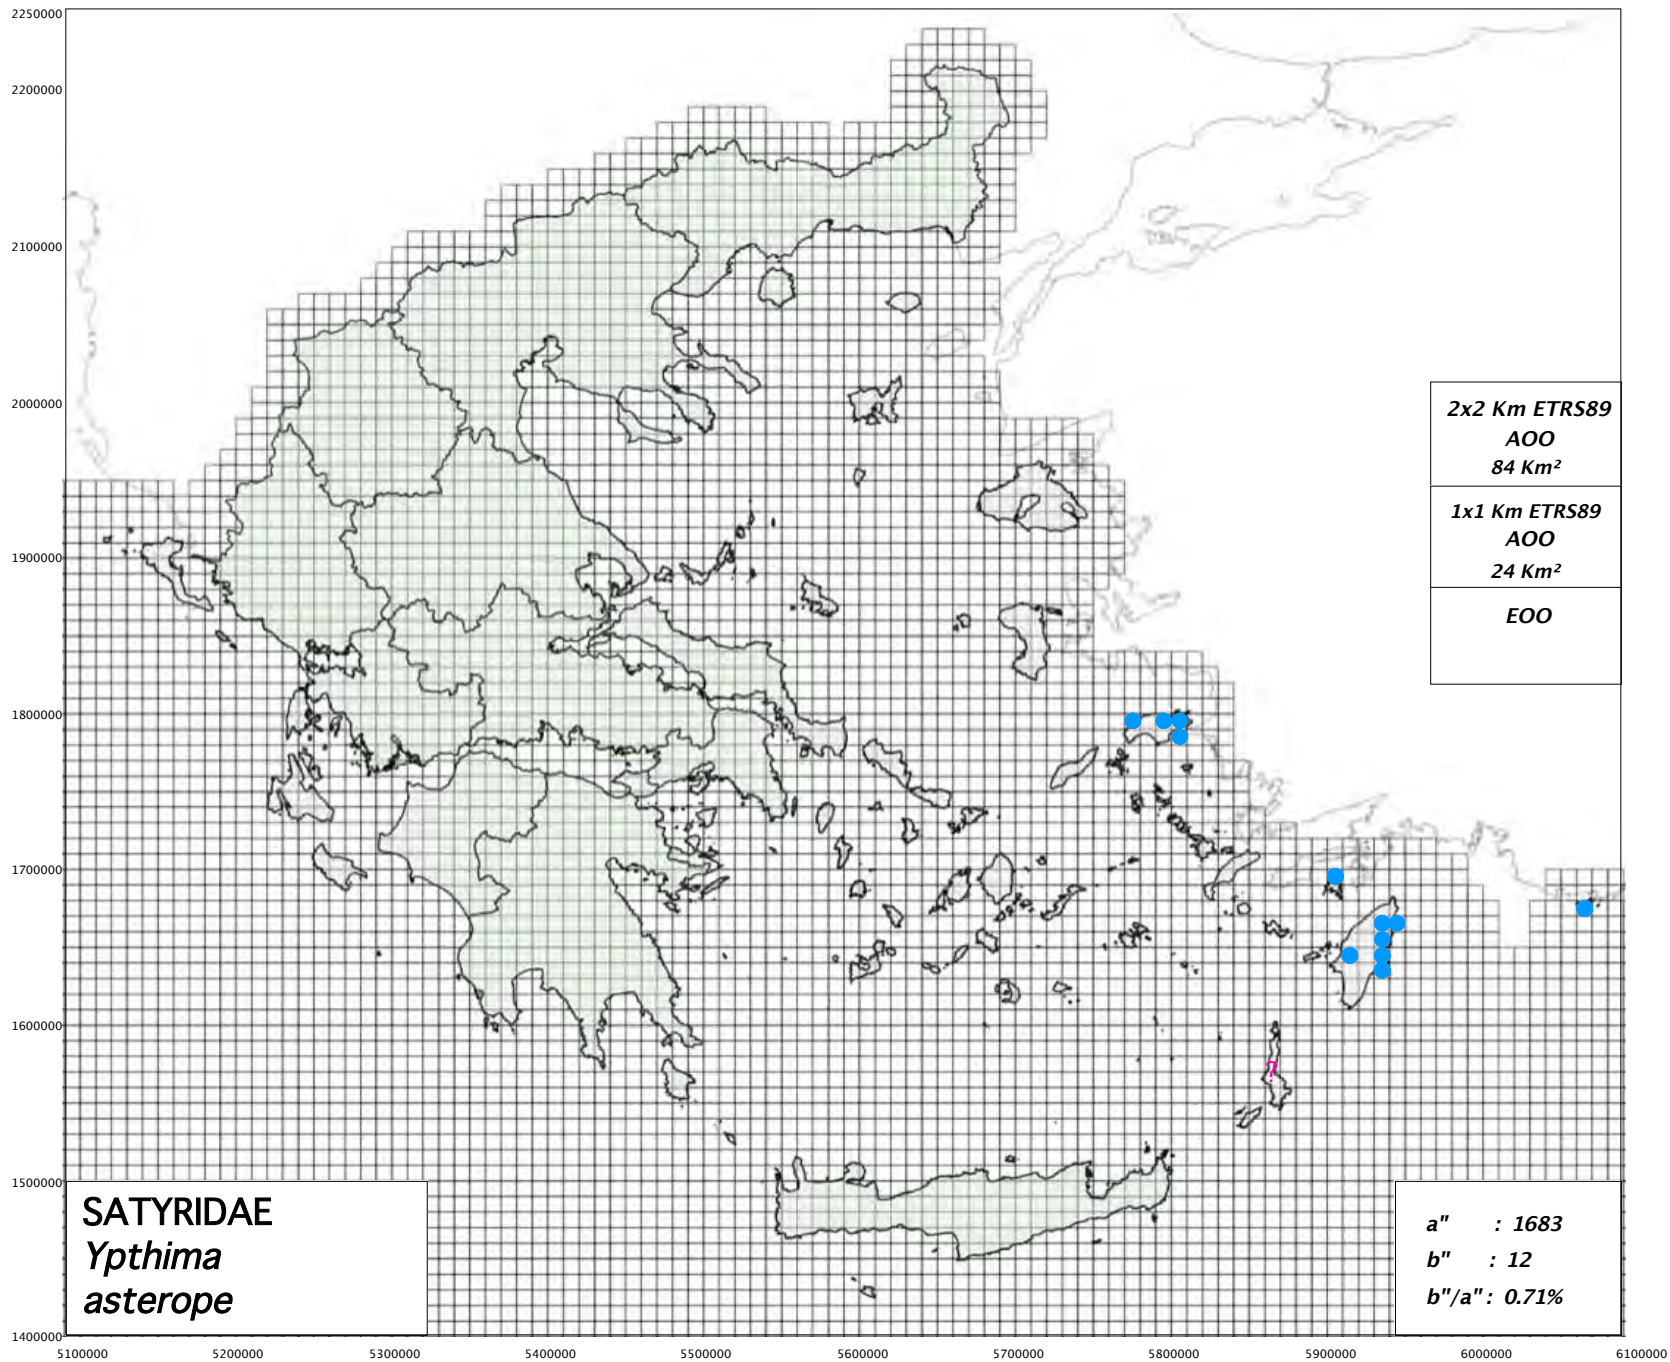 2250000
2200000
2100000
2000000
1900000
1800000
1700000
1600000
1500000
1400000
2x2 Km ETRS89
AOO
84 Km²
1x1 Km ETRS89
AOO
24 Km²
EOO
?
SATYRIDAE
Ypthima
asterope
a" : 1683
b" : 12
b"/a" : 0.71%
5100000 5200000 5300000 5400000 5500000 5600000 5700000 5800000 5900000 6000000 6100000